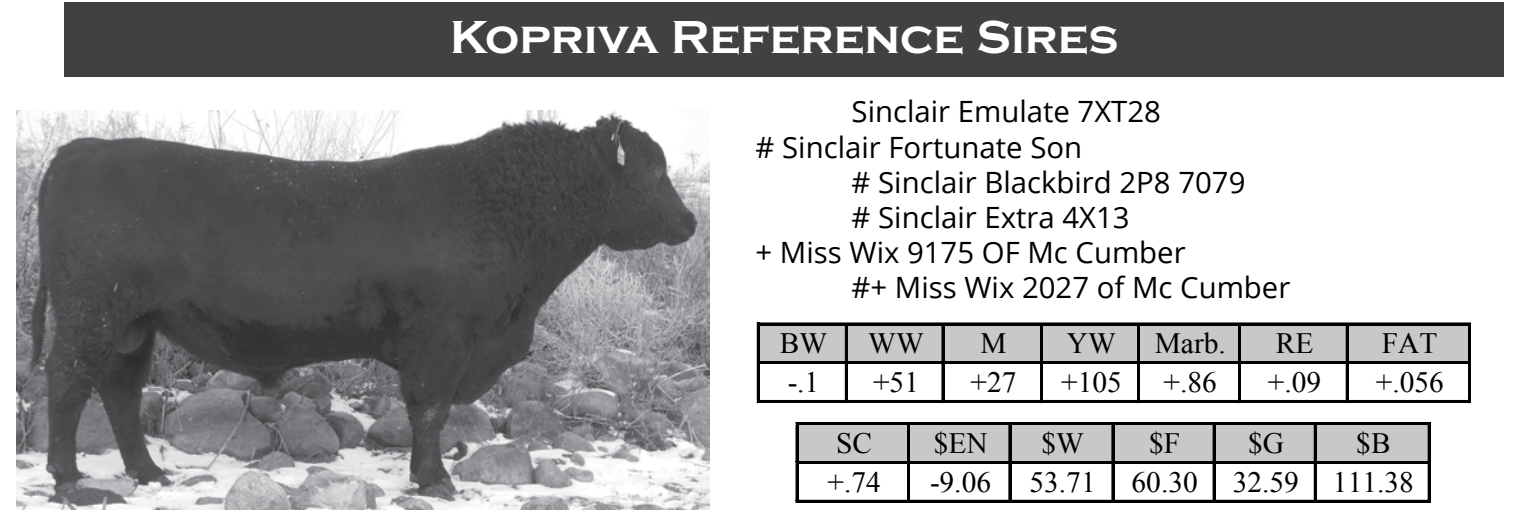 KOPRIVA REFERENCE SIRES
Sinclair Emulate 7XT28
# Sinclair Fortunate Son
# Sinclair Blackbird 2P8 7079
# Sinclair Extra 4X13
+ Miss Wix 9175 OF Mc Cumber
#+ Miss Wix 2027 of Mc Cumber
BW WW M YW Marb. RE FAT
-.1 +51 +27 +105 +.86 +.09 +.056
SC $EN $W $F $G $B
+.74 -9.06 53.71 60.30 32.59 111.38